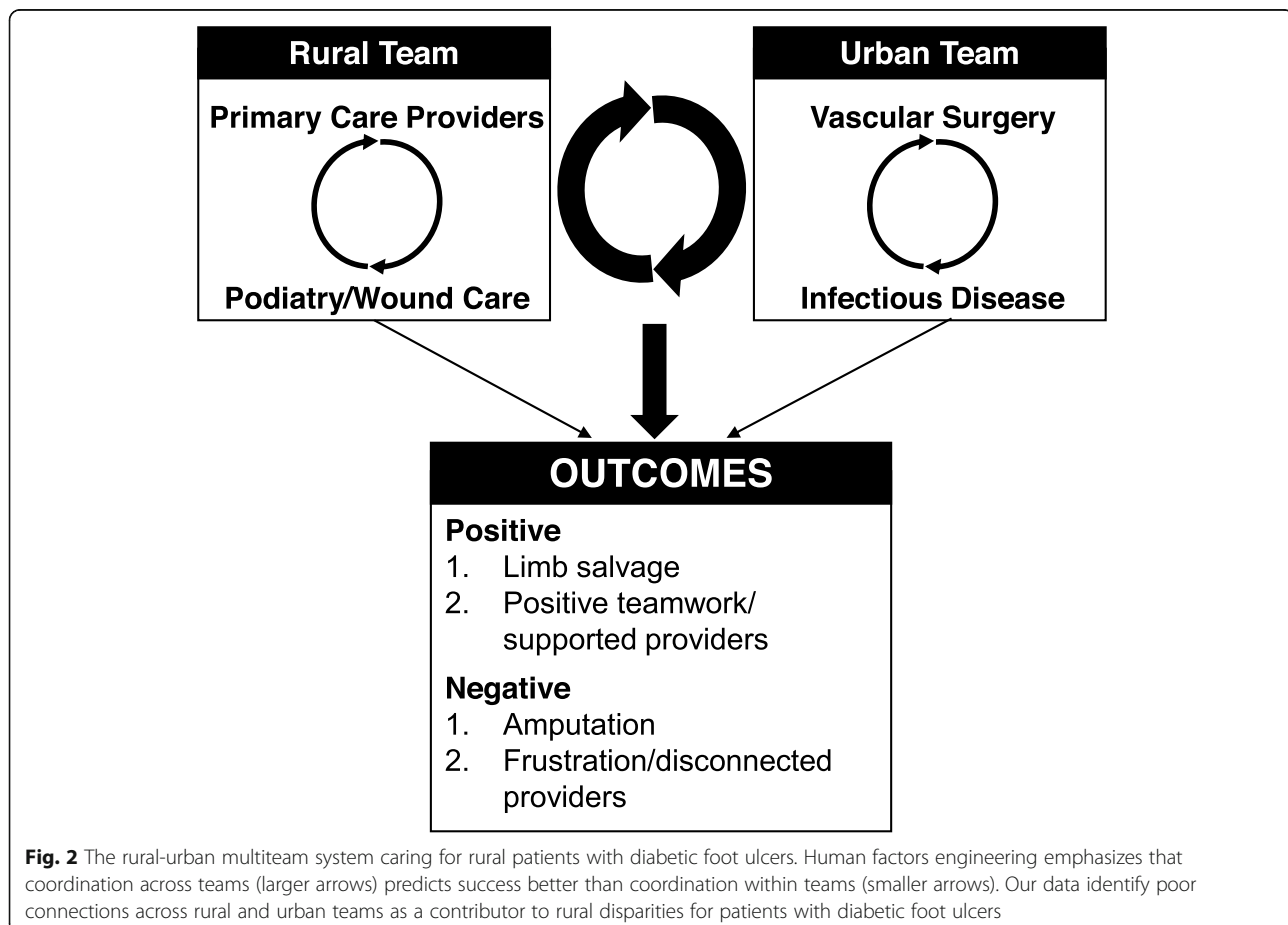 Rural Team
Primary Care Providers
Podiatry/Wound Care
Urban Team
Vascular Surgery
Infectious Disease
OUTCOMES
Positive
1. Limb salvage
2. Positive teamwork/
supported providers
Negative
1. Amputation
2. Frustration/disconnected
providers
Fig. 2 The rural-urban multiteam system caring for rural patients with diabetic foot ulcers. Human factors engineering emphasizes that
coordination across teams (larger arrows) predicts success better than coordination within teams (smaller arrows). Our data identify poor
connections across rural and urban teams as a contributor to rural disparities for patients with diabetic foot ulcers